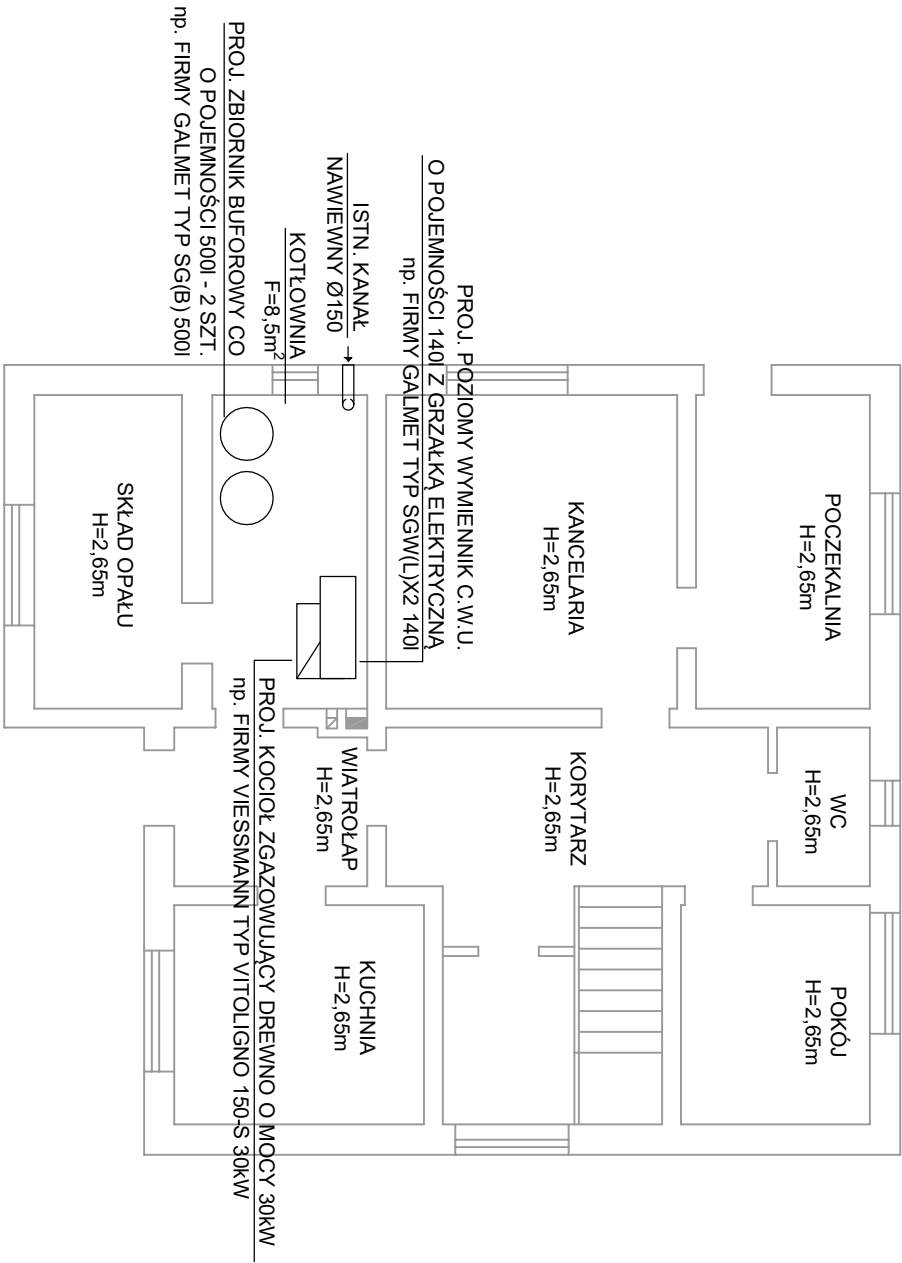 POCZEKALNIA
H=2,65m
WC
H=2,65m
POKÓJ
H=2,65m
KANCELARIA
H=2,65m
KORYTARZ
H=2,65m
PROJ. POZIOMY WYMIENNIK C.W.U.
O POJEMNOŚCI 140l Z GRZAŁKĄ ELEKTRYCZNĄ
np. FIRMY GALMET TYP SGW(L)X2 140l
ISTN. KANAŁ
NAWIEWNY Ø150
KOTŁOWNIA
F=8,5m²
WIATROŁAP
H=2,65m
KUCHNIA
H=2,65m
PROJ. ZBIORNIK BUFOROWY CO
O POJEMNOŚCI 500l - 2 SZT.
np. FIRMY GALMET TYP SG(B) 500l
PROJ. KOCIOŁ ZGAZOWUJĄCY DREWNO O MOCY 30kW
np. FIRMY VIESSMANN TYP VITOLIGNO 150-S 30kW
SKŁAD OPAŁU
H=2,65m